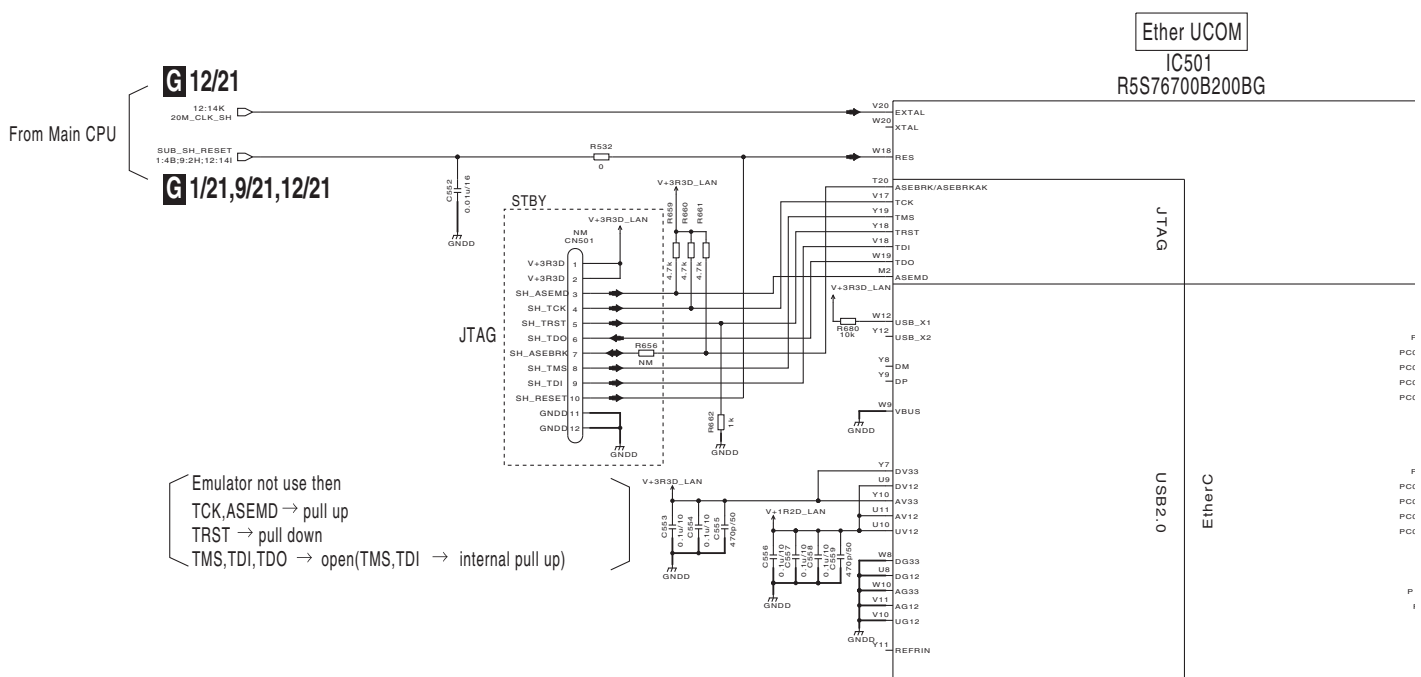 Ether UCOM
IC501
R5S76700B200BG
From Main CPU
G 12/21
12:14K
20M_CLK_SH
SUB_SH_RESET
1:4B;9:2H;12:14I
G 1/21,9/21,12/21
C552
0.01u/16
GNDD
R532
0
V20
EXTAL
W20
XTAL
W18
RES
T20
ASEBRK/ASEBRKAK
V17
TCK
Y19
TMS
Y18
TRST
V18
TDI
W19
TDO
M2
ASEMD
JTAG
STBY
V+3R3D_LAN
NM
CN501
JTAG
V+3R3D 1
V+3R3D 2
SH_ASEMD 3
SH_TCK 4
SH_TRST 5
SH_TDO 6
SH_ASEBRK 7
SH_TMS 8
SH_TDI 9
SH_RESET 10
GNDD 11
GNDD 12
GNDD
R656
NM
V+3R3D_LAN
R659
R660
R661
4.7k
4.7k
4.7k
R662
1k
GNDD
V+3R3D_LAN
R680
10k
W12
USB_X1
Y12
USB_X2
Y8
DM
Y9
DP
W9
VBUS
GNDD
Y7
DV33
U9
DV12
Y10
AV33
U11
AV12
U10
UV12
W8
DG33
U8
DG12
W10
AG33
V11
AG12
V10
UG12
GNDD
Y11
REFRIN
USB2.0
EtherC
V+3R3D_LAN
C553
0.1u/10
C554
0.1u/10
C555
470p/50
GNDD
V+1R2D_LAN
C556
0.1u/10
C557
0.1u/10
C558
0.1u/10
C559
470p/50
GNDD
Emulator not use then
TCK,ASEMD → pull up
TRST → pull down
TMS,TDI,TDO → open(TMS,TDI → internal pull up)
P
PC0
PC0
PC0
PC0
P
PC0
PC0
PC0
PC0
P
P